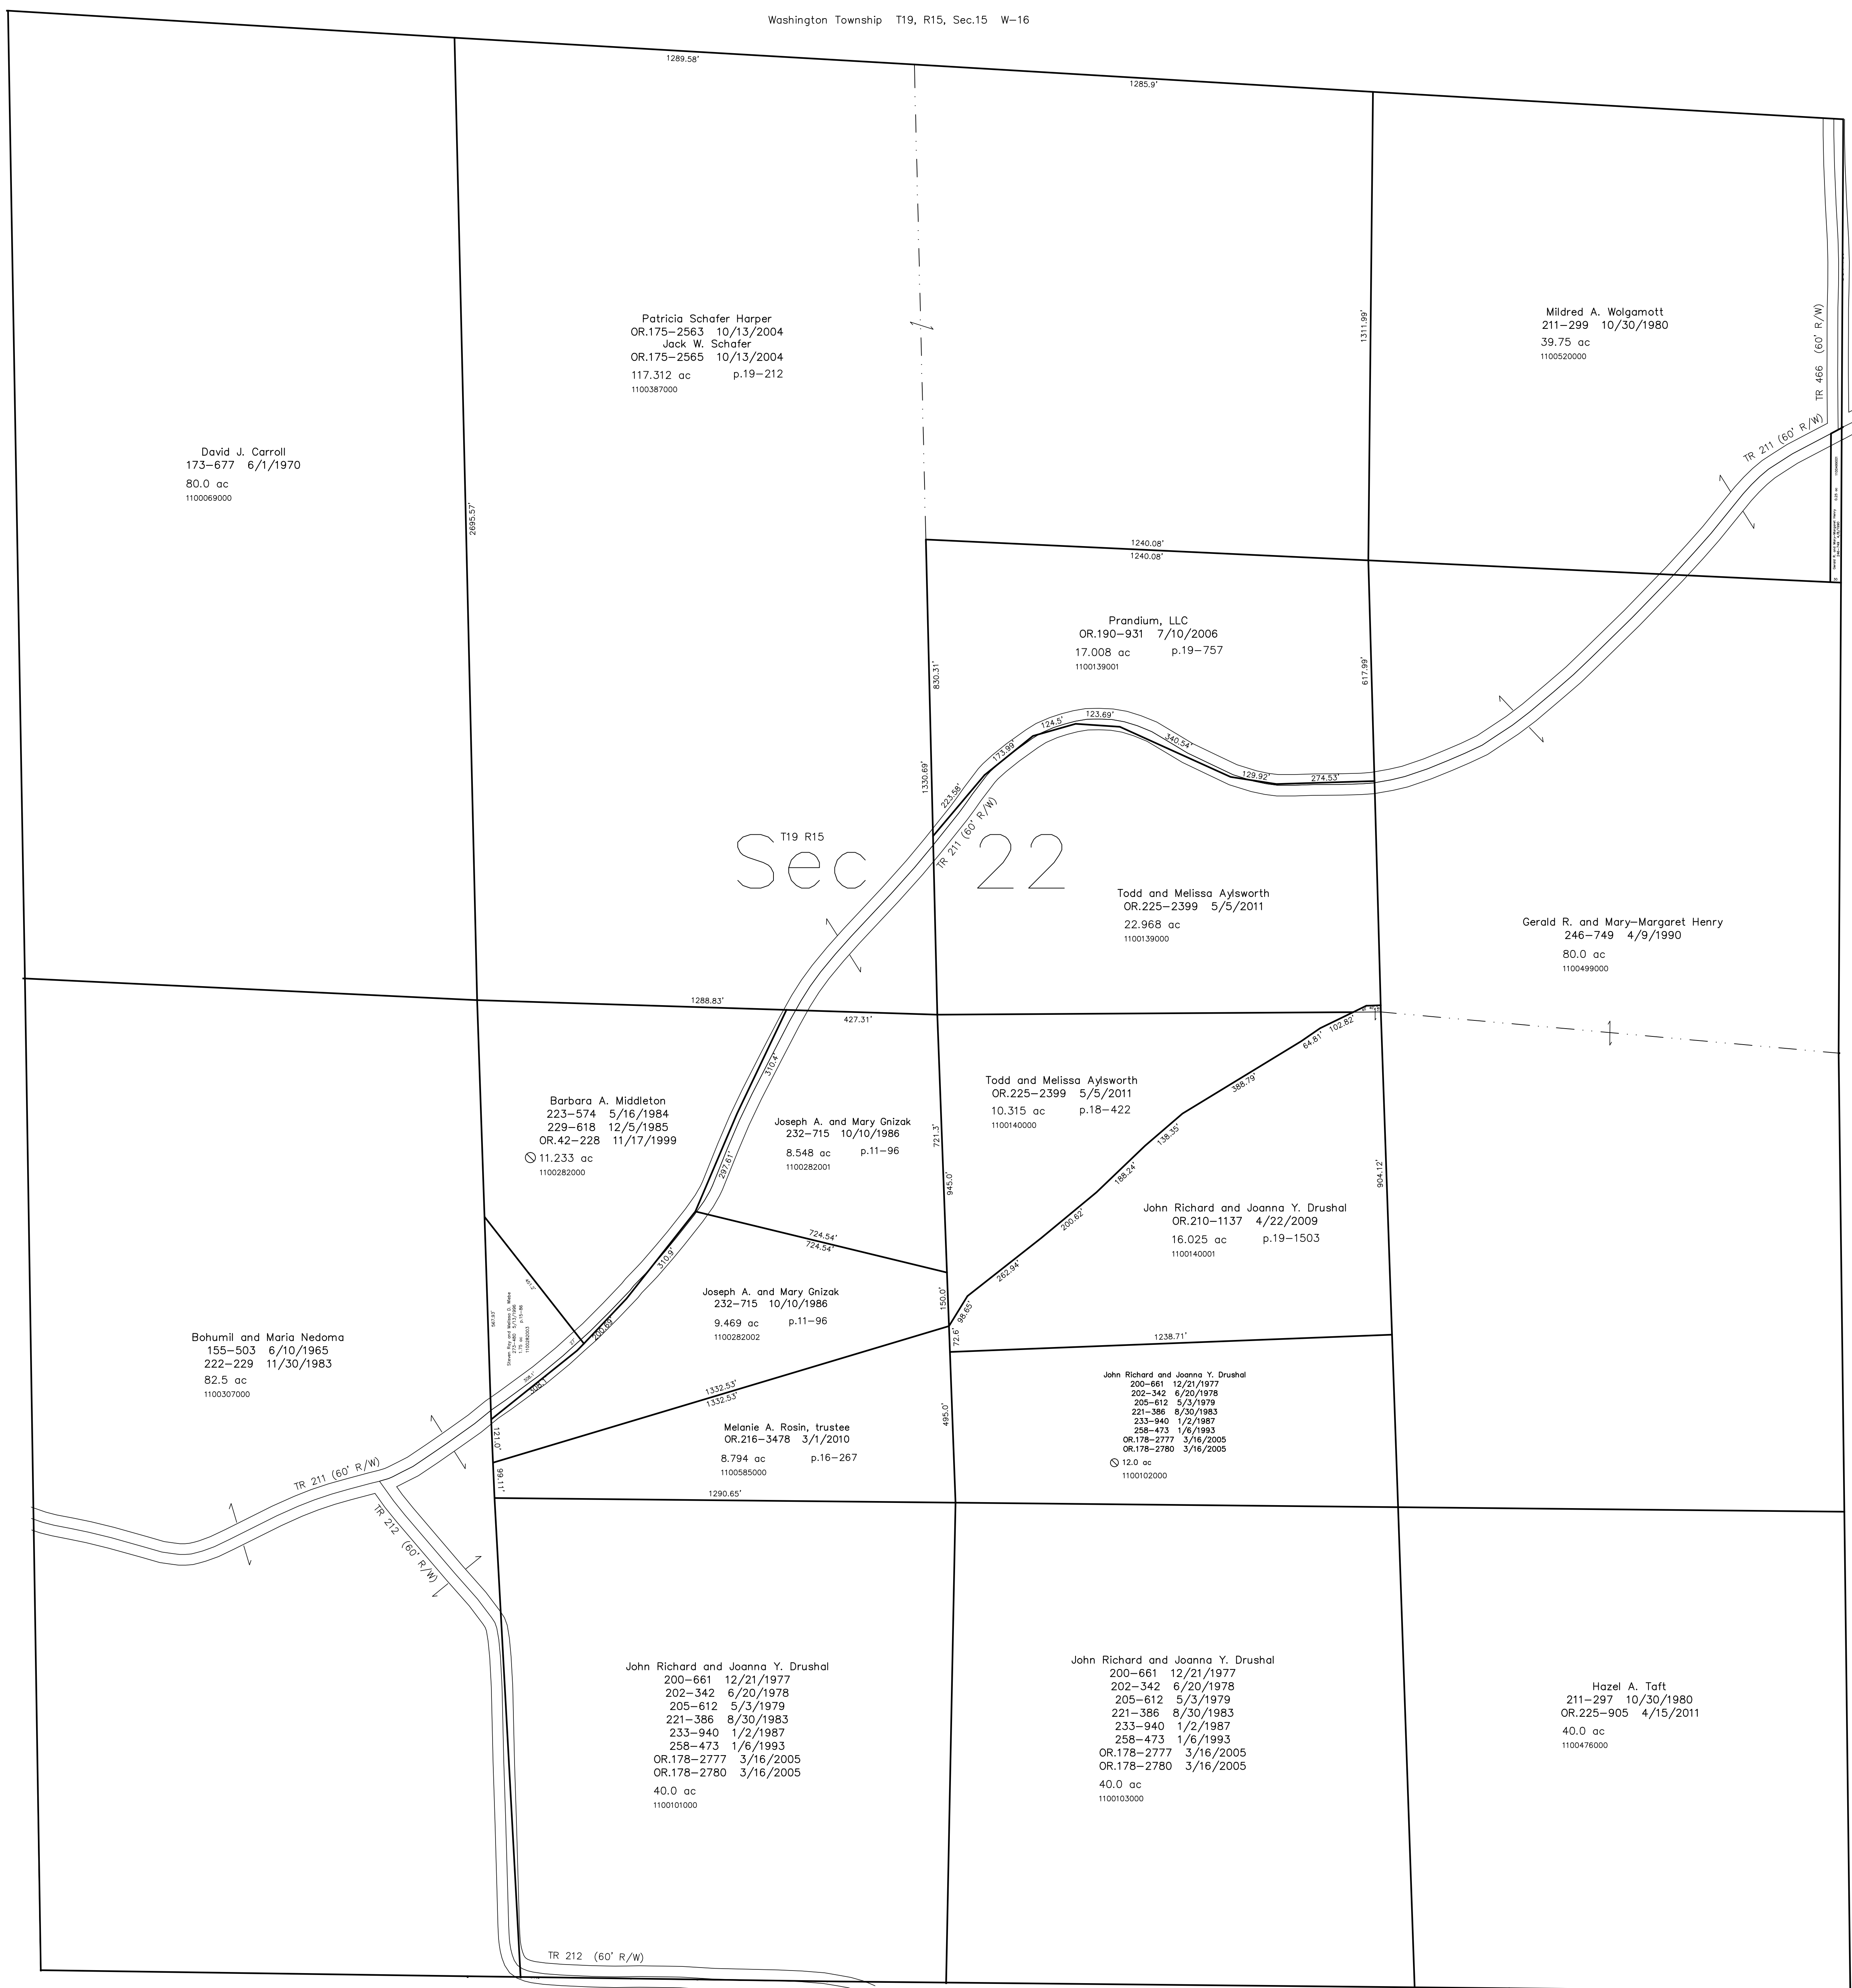 Washington Township T19, R15, Sec.15 W-16
1289.58'
1285.9'
Patricia Schafer Harper
OR.175-2563 10/13/2004
Jack W. Schafer
OR.175-2565 10/13/2004
117.312 ac p.19-212
1100387000
1311.99'
Mildred A. Wolgamott
211-299 10/30/1980
39.75 ac
1100520000
TR 466 (60' R/W)
TR 211 (60' R/W)
David J. Carroll
173-677 6/1/1970
80.0 ac
1100069000
2695.57'
1240.08'
1240.08'
Prandium, LLC
OR.190-931 7/10/2006
17.008 ac p.19-757
1100139001
830.31'
617.99'
1330.69'
223.58'
173.99'
124.5'
123.69'
340.54'
129.92'
274.53'
TR 211 (60' R/W)
T19 R15
Sec 22
Todd and Melissa Aylsworth
OR.225-2399 5/5/2011
22.968 ac
1100139000
Gerald R. and Mary-Margaret Henry
246-749 4/9/1990
80.0 ac
1100499000
1288.83'
427.31'
310.4'
297.61'
Barbara A. Middleton
223-574 5/16/1984
229-618 12/5/1985
OR.42-228 11/17/1999
11.233 ac
1100282000
Joseph A. and Mary Gnizak
232-715 10/10/1986
8.548 ac p.11-96
1100282001
721.3'
945.0'
Todd and Melissa Aylsworth
OR.225-2399 5/5/2011
10.315 ac p.18-422
1100140000
102.82'
64.81'
388.79'
138.35'
188.24'
200.62'
262.94'
98.65'
904.12'
John Richard and Joanna Y. Drushal
OR.210-1137 4/22/2009
16.025 ac p.19-1503
1100140001
724.54'
724.54'
310.9'
200.69'
Joseph A. and Mary Gnizak
232-715 10/10/1986
9.469 ac p.11-96
1100282002
150.0'
72.6'
1238.71'
Steven Ray and Melissa D. Wiebe
273-480 5/13/1996
1.75 ac p.15-86
1100282003
308.1'
308.1'
Bohumil and Maria Nedoma
155-503 6/10/1965
222-229 11/30/1983
82.5 ac
1100307000
1332.53'
1332.53'
121.0'
99.11'
Melanie A. Rosin, trustee
OR.216-3478 3/1/2010
8.794 ac p.16-267
1100585000
495.0'
1290.65'
John Richard and Joanna Y. Drushal
200-661 12/21/1977
202-342 6/20/1978
205-612 5/3/1979
221-386 8/30/1983
233-940 1/2/1987
258-473 1/6/1993
OR.178-2777 3/16/2005
OR.178-2780 3/16/2005
12.0 ac
1100102000
TR 211 (60' R/W)
TR 212 (60' R/W)
John Richard and Joanna Y. Drushal
200-661 12/21/1977
202-342 6/20/1978
205-612 5/3/1979
221-386 8/30/1983
233-940 1/2/1987
258-473 1/6/1993
OR.178-2777 3/16/2005
OR.178-2780 3/16/2005
40.0 ac
1100101000
John Richard and Joanna Y. Drushal
200-661 12/21/1977
202-342 6/20/1978
205-612 5/3/1979
221-386 8/30/1983
233-940 1/2/1987
258-473 1/6/1993
OR.178-2777 3/16/2005
OR.178-2780 3/16/2005
40.0 ac
1100103000
Hazel A. Taft
211-297 10/30/1980
OR.225-905 4/15/2011
40.0 ac
1100476000
TR 212 (60' R/W)